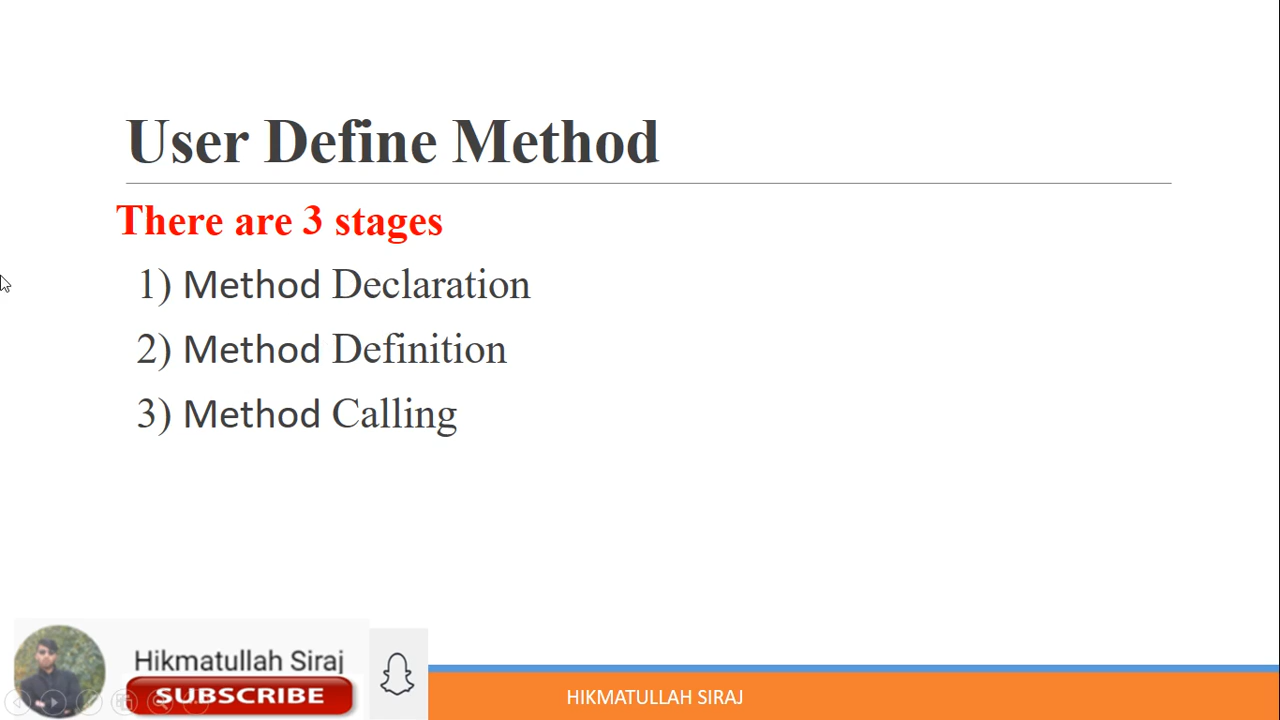 User Define Method
There are 3 stages
1) Method Declaration
2) Method Definition
3) Method Calling
Hikmatullah Siraj
SUBSCRIBE
HIKMATULLAH SIRAJ